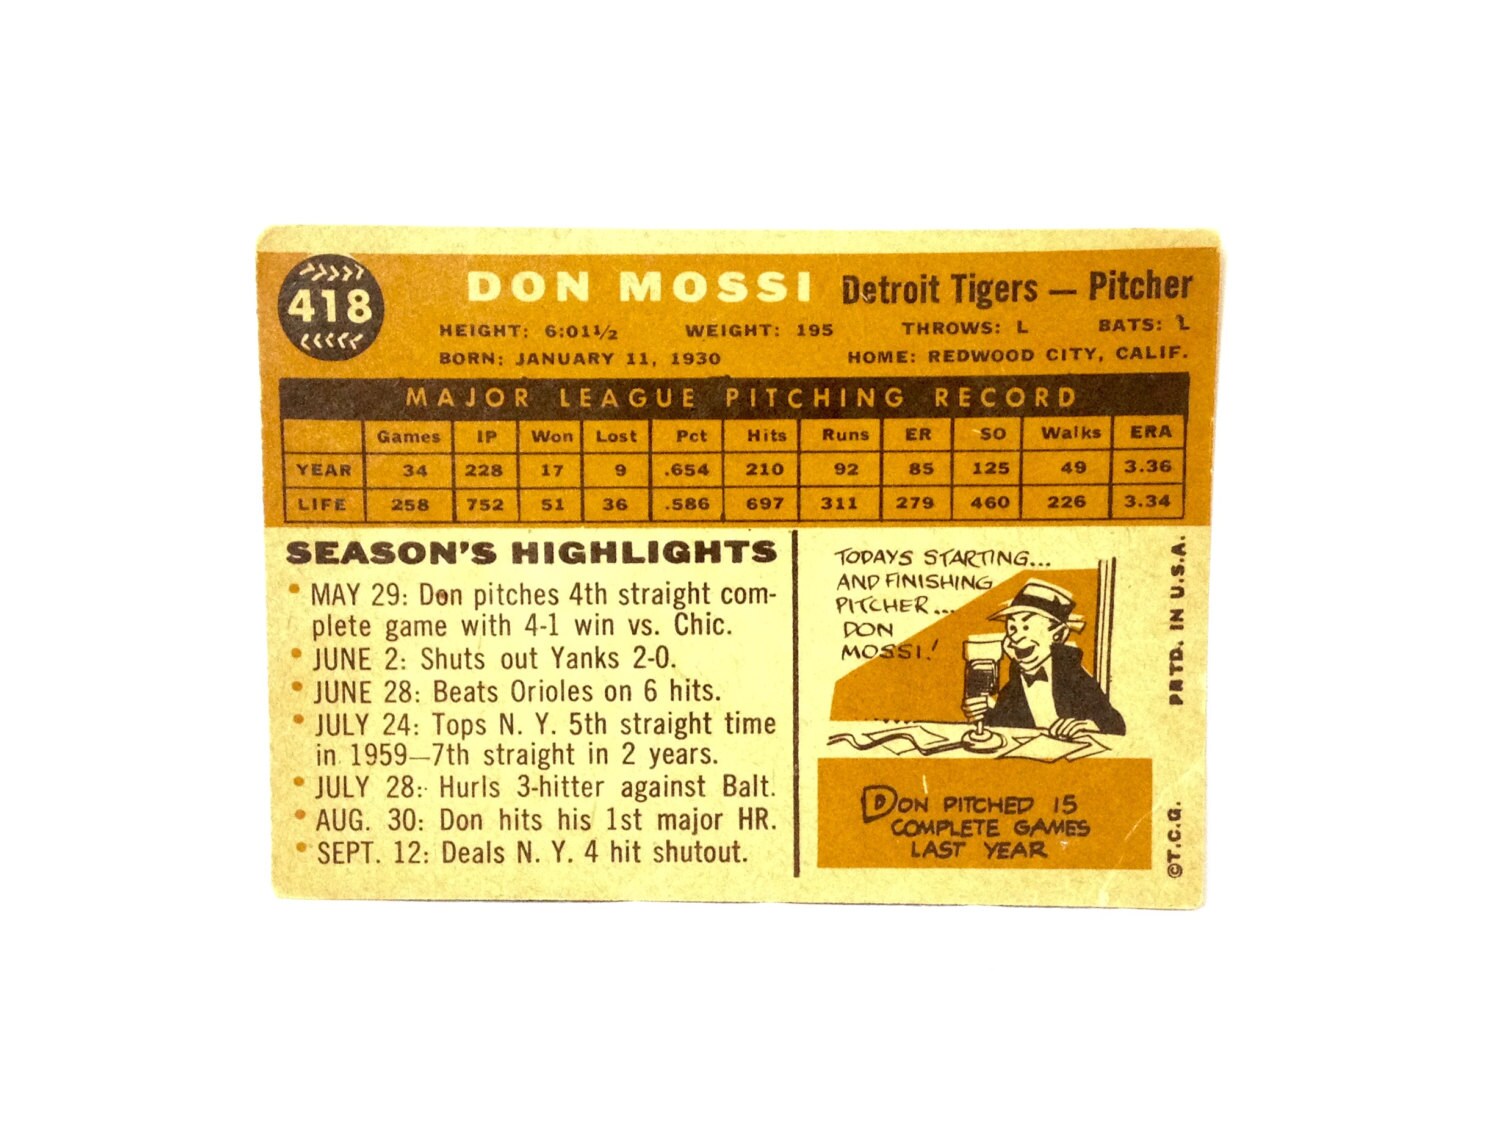 418
DON MOSSI Detroit Tigers — Pitcher
HEIGHT: 6:01½ WEIGHT: 195 THROWS: L BATS: L
BORN: JANUARY 11, 1930 HOME: REDWOOD CITY, CALIF.
MAJOR LEAGUE PITCHING RECORD
Games IP Won Lost Pct Hits Runs ER SO Walks ERA
YEAR 34 228 17 9 .654 210 92 85 125 49 3.36
LIFE 258 752 51 36 .586 697 311 279 460 226 3.34
SEASON'S HIGHLIGHTS
• MAY 29: Don pitches 4th straight com-
plete game with 4-1 win vs. Chic.
• JUNE 2: Shuts out Yanks 2-0.
• JUNE 28: Beats Orioles on 6 hits.
• JULY 24: Tops N. Y. 5th straight time
in 1959—7th straight in 2 years.
• JULY 28: Hurls 3-hitter against Balt.
• AUG. 30: Don hits his 1st major HR.
• SEPT. 12: Deals N. Y. 4 hit shutout.
TODAYS STARTING...
AND FINISHING
PITCHER...
DON
MOSSI!
DON PITCHED 15
COMPLETE GAMES
LAST YEAR
©T.C.G. PRTD. IN U.S.A.